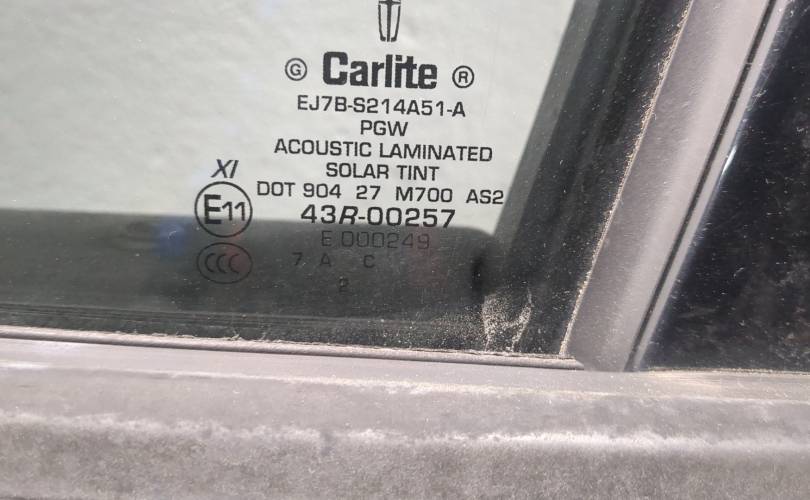 G Carlite ®
EJ7B-S214A51-A
PGW
ACOUSTIC LAMINATED
SOLAR TINT
XI
DOT 904 27 M700 AS2
E11 43R-00257
E 000249
CCC 7 A C
2